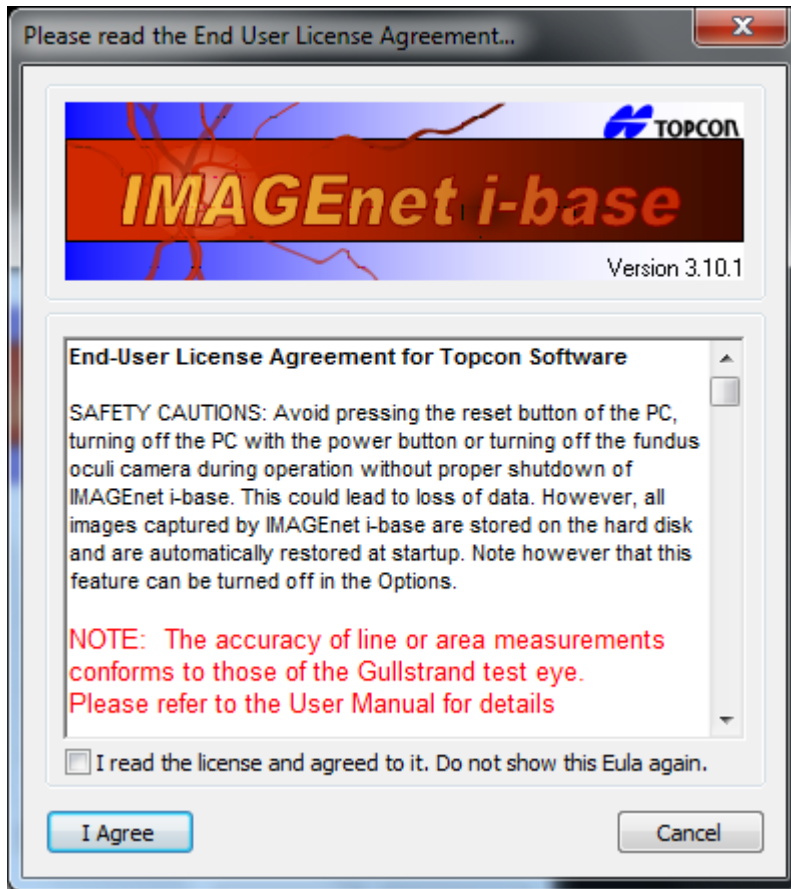 Please read the End User License Agreement...
TOPCON
IMAGEnet i-base
Version 3.10.1
End-User License Agreement for Topcon Software
SAFETY CAUTIONS: Avoid pressing the reset button of the PC,
turning off the PC with the power button or turning off the fundus
oculi camera during operation without proper shutdown of
IMAGEnet i-base. This could lead to loss of data. However, all
images captured by IMAGEnet i-base are stored on the hard disk
and are automatically restored at startup. Note however that this
feature can be turned off in the Options.
NOTE: The accuracy of line or area measurements
conforms to those of the Gullstrand test eye.
Please refer to the User Manual for details
I read the license and agreed to it. Do not show this Eula again.
I Agree
Cancel